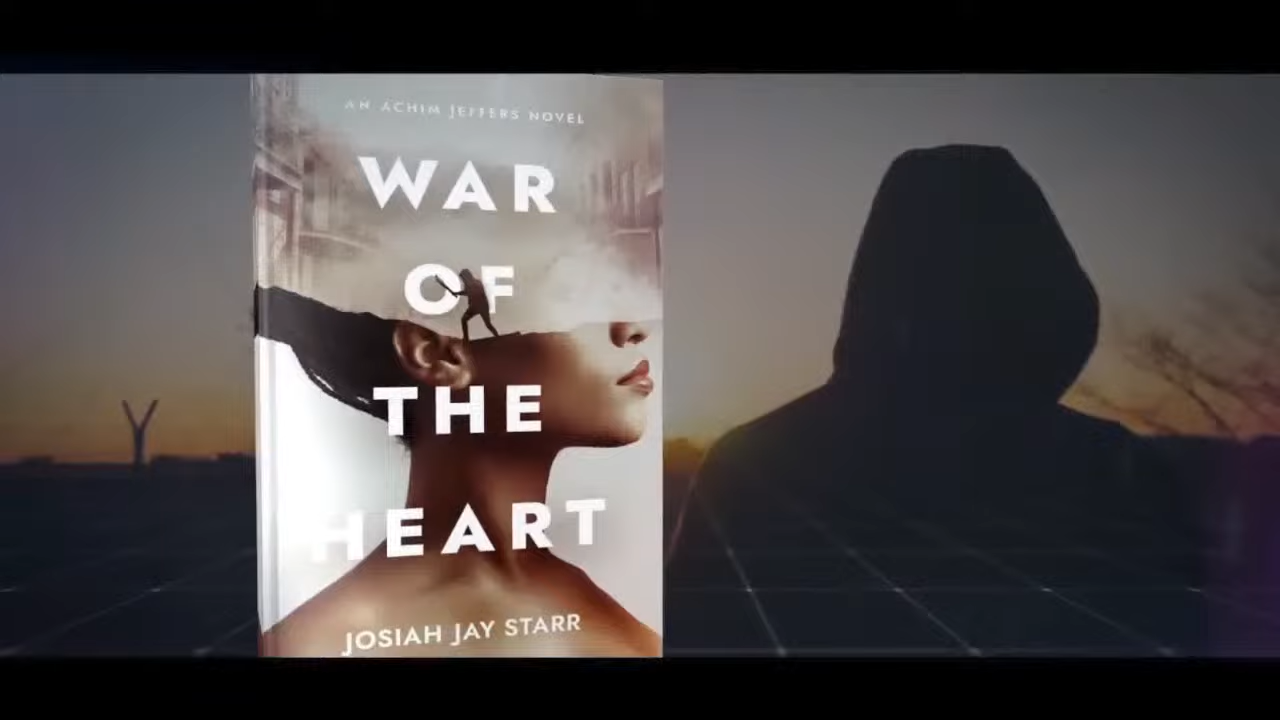 AN ACHIM JEFFERS NOVEL
WAR
OF
THE
HEART
JOSIAH JAY STARR